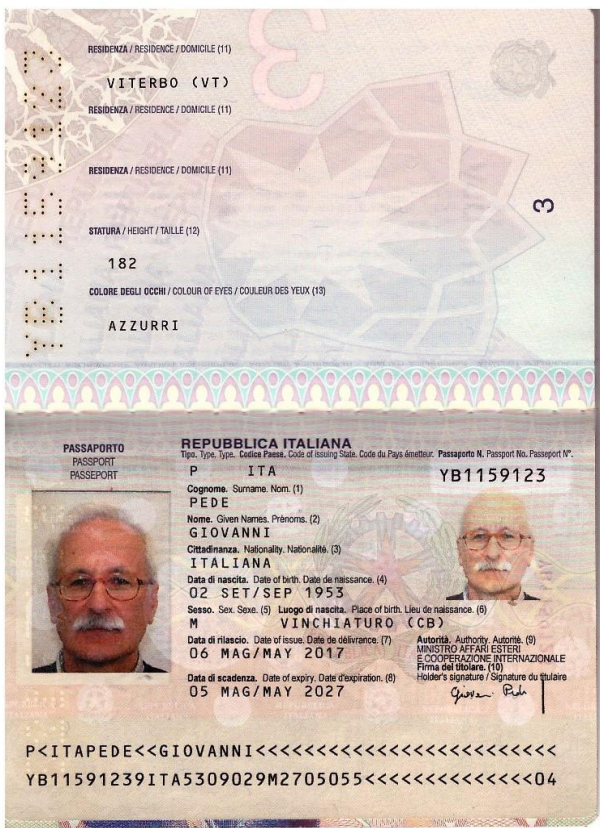 RESIDENZA / RESIDENCE / DOMICILE (11)
VITERBO (VT)
RESIDENZA / RESIDENCE / DOMICILE (11)
RESIDENZA / RESIDENCE / DOMICILE (11)
STATURA / HEIGHT / TAILLE (12)
182
COLORE DEGLI OCCHI / COLOUR OF EYES / COULEUR DES YEUX (13)
AZZURRI
3
PASSAPORTO
PASSPORT
PASSEPORT
REPUBBLICA ITALIANA
Tipo. Type. Type. Codice Paese. Code of issuing State. Code du Pays émetteur. Passaporto N. Passport No. Passeport N°.
P ITA YB1159123
Cognome. Surname. Nom. (1)
PEDE
Nome. Given Names. Prénoms. (2)
GIOVANNI
Cittadinanza. Nationality. Nationalité. (3)
ITALIANA
Data di nascita. Date of birth. Date de naissance. (4)
02 SET/SEP 1953
Sesso. Sex. Sexe. (5) Luogo di nascita. Place of birth. Lieu de naissance. (6)
M VINCHIATURO (CB)
Data di rilascio. Date of issue. Date de délivrance. (7)
06 MAG/MAY 2017
Data di scadenza. Date of expiry. Date d'expiration. (8)
05 MAG/MAY 2027
Autorità. Authority. Autorité. (9)
MINISTRO AFFARI ESTERI
E COOPERAZIONE INTERNAZIONALE
Firma del titolare. (10)
Holder's signature / Signature du titulaire
P<ITAPEDE<<GIOVANNI<<<<<<<<<<<<<<<<<<<<<<<<<
YB11591239ITA5309029M2705055<<<<<<<<<<<<<<04